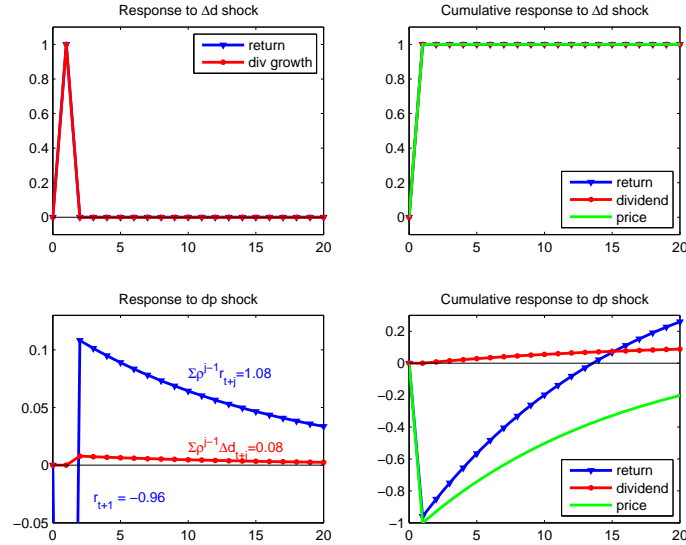 Response to Δd shock
1
0.8
0.6
0.4
0.2
0
0 5 10 15 20
return
div growth
Cumulative response to Δd shock
1
0.8
0.6
0.4
0.2
0
0 5 10 15 20
return
dividend
price
Response to dp shock
0.1
0.05
0
−0.05
0 5 10 15 20
Σρ^{j−1}r_{t+j}=1.08
Σρ^{j−1}Δd_{t+j}=0.08
r_{t+1} = −0.96
Cumulative response to dp shock
0.2
0
−0.2
−0.4
−0.6
−0.8
−1
0 5 10 15 20
return
dividend
price